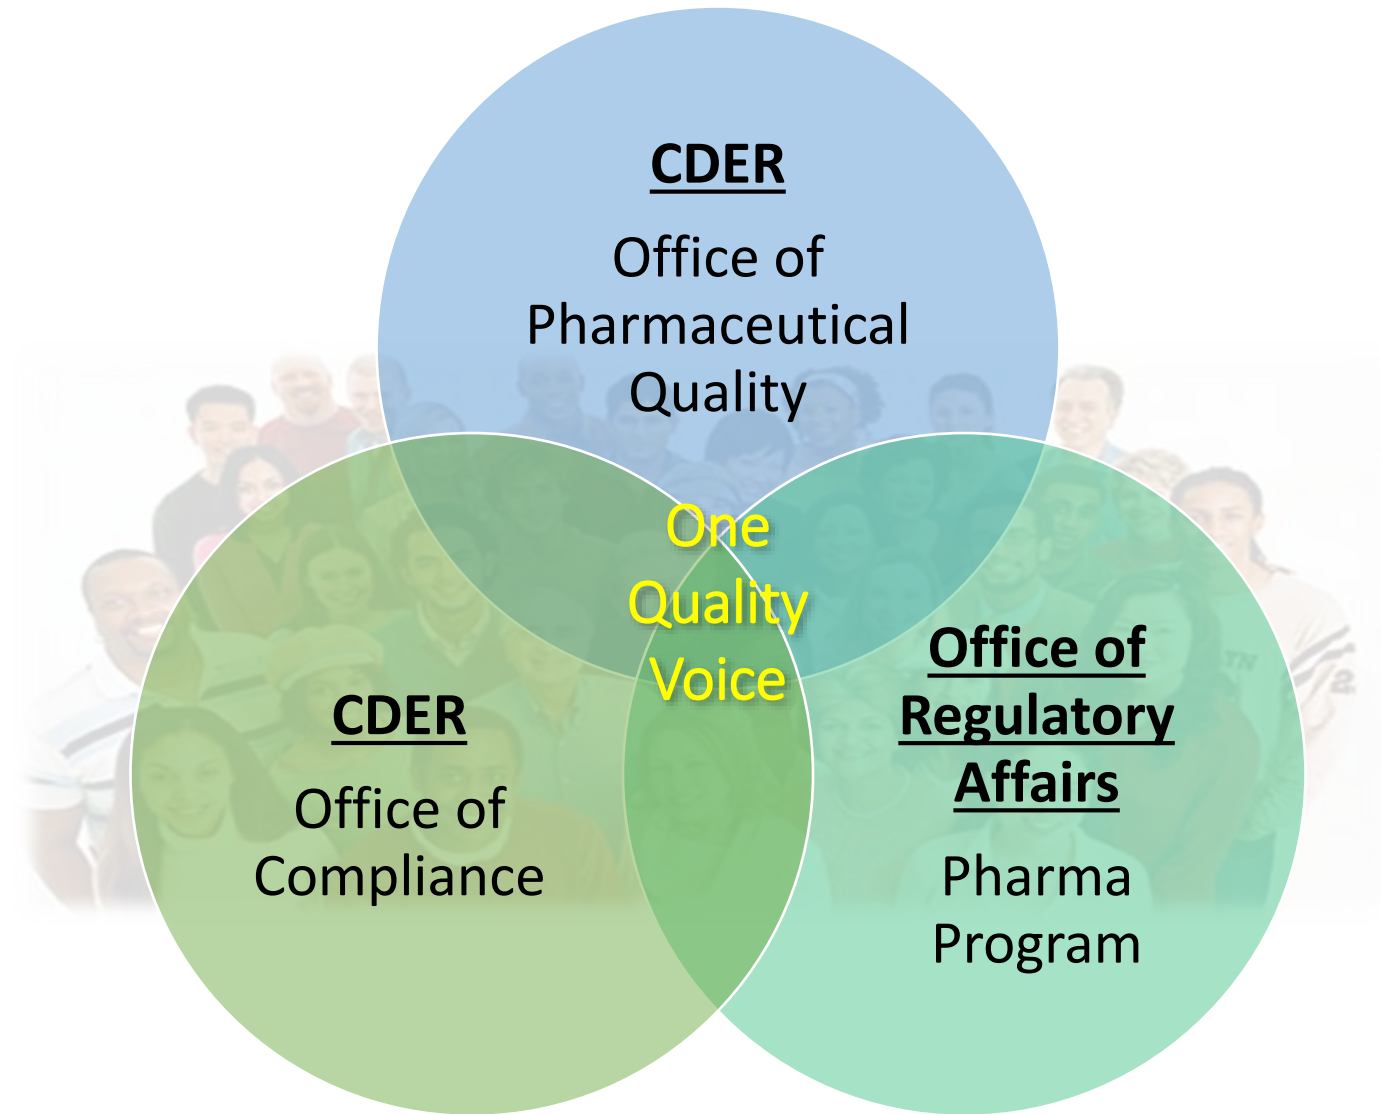 CDER
Office of
Pharmaceutical
Quality
One
Quality
Voice
CDER
Office of
Compliance
Office of
Regulatory
Affairs
Pharma
Program